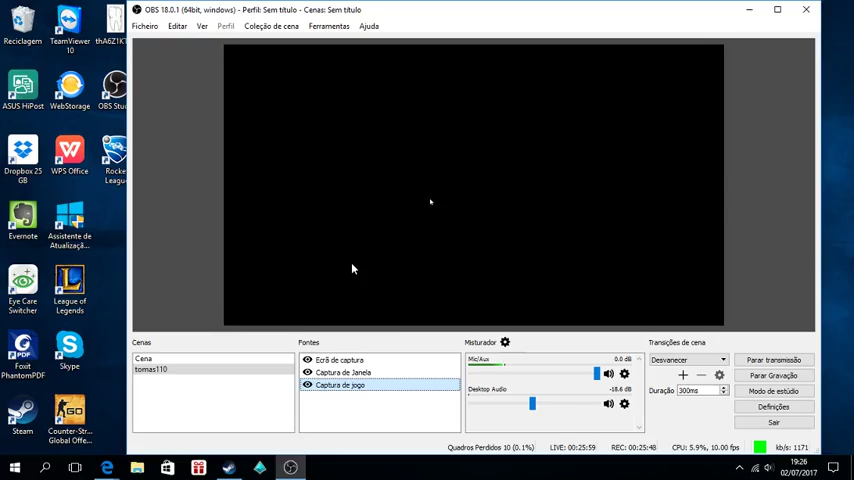 OBS 18.0.1 (64bit, windows) - Perfil: Sem título - Cenas: Sem título
Ficheiro Editar Ver Perfil Coleção de cena Ferramentas Ajuda
Reciclagem
TeamViewer 10
thA6Z1KT
ASUS HiPost
WebStorage
OBS Stud
Dropbox 25 GB
WPS Office
Rocke
Leagu
Evernote
Assistente de Atualizaçã...
Eye Care Switcher
League of Legends
Foxit PhantomPDF
Skype
Steam
Counter-Str... Global Offe...
Cenas
Cena
tomas110
Fontes
Ecrã de captura
Captura de Janela
Captura de jogo
Misturador
Mic/Aux 0.0 dB
Desktop Audio -18.6 dB
Transições de cena
Desvanecer
Duração 300ms
Parar transmissão
Parar Gravação
Modo de estúdio
Definições
Sair
Quadros Perdidos 10 (0.1%) LIVE: 00:25:59 REC: 00:25:48 CPU: 5.9%, 10.00 fps kb/s: 1171
19:26
02/07/2017